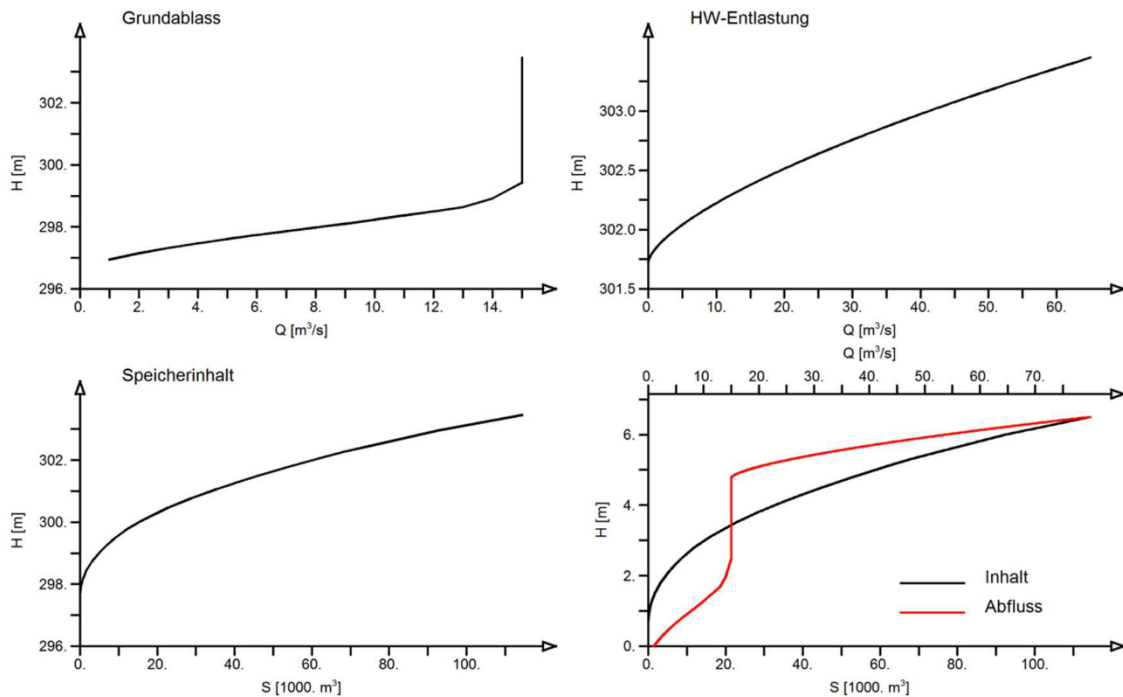 Grundablass
302.
300.
298.
296.
H [m]
0. 2. 4. 6. 8. 10. 12. 14.
Q [m³/s]
HW-Entlastung
303.0
302.5
302.0
301.5
H [m]
0. 10. 20. 30. 40. 50. 60.
Q [m³/s]
Speicherinhalt
302.
300.
298.
296.
H [m]
0. 20. 40. 60. 80. 100.
S [1000. m³]
Q [m³/s]
0. 10. 20. 30. 40. 50. 60. 70.
6.
4.
2.
0.
H [m]
Inhalt
Abfluss
0. 20. 40. 60. 80. 100.
S [1000. m³]